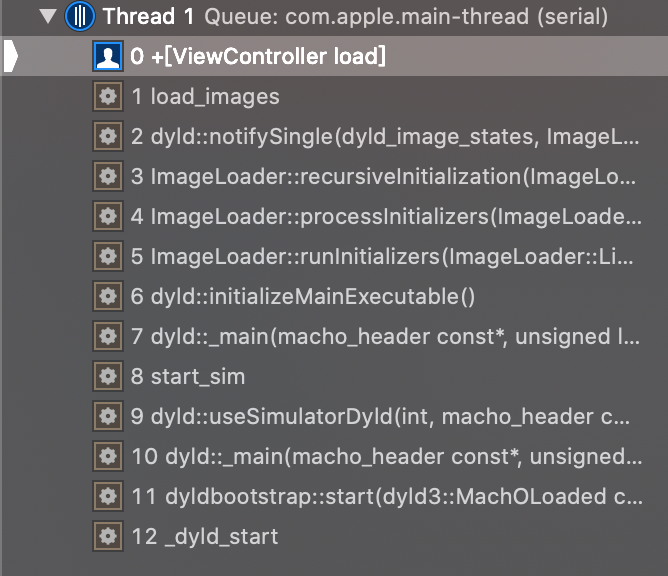 Thread 1 Queue: com.apple.main-thread (serial)
0 +[ViewController load]
1 load_images
2 dyld::notifySingle(dyld_image_states, ImageL...
3 ImageLoader::recursiveInitialization(ImageLo...
4 ImageLoader::processInitializers(ImageLoade...
5 ImageLoader::runInitializers(ImageLoader::Li...
6 dyld::initializeMainExecutable()
7 dyld::_main(macho_header const*, unsigned l...
8 start_sim
9 dyld::useSimulatorDyld(int, macho_header c...
10 dyld::_main(macho_header const*, unsigned...
11 dyldbootstrap::start(dyld3::MachOLoaded c...
12 _dyld_start